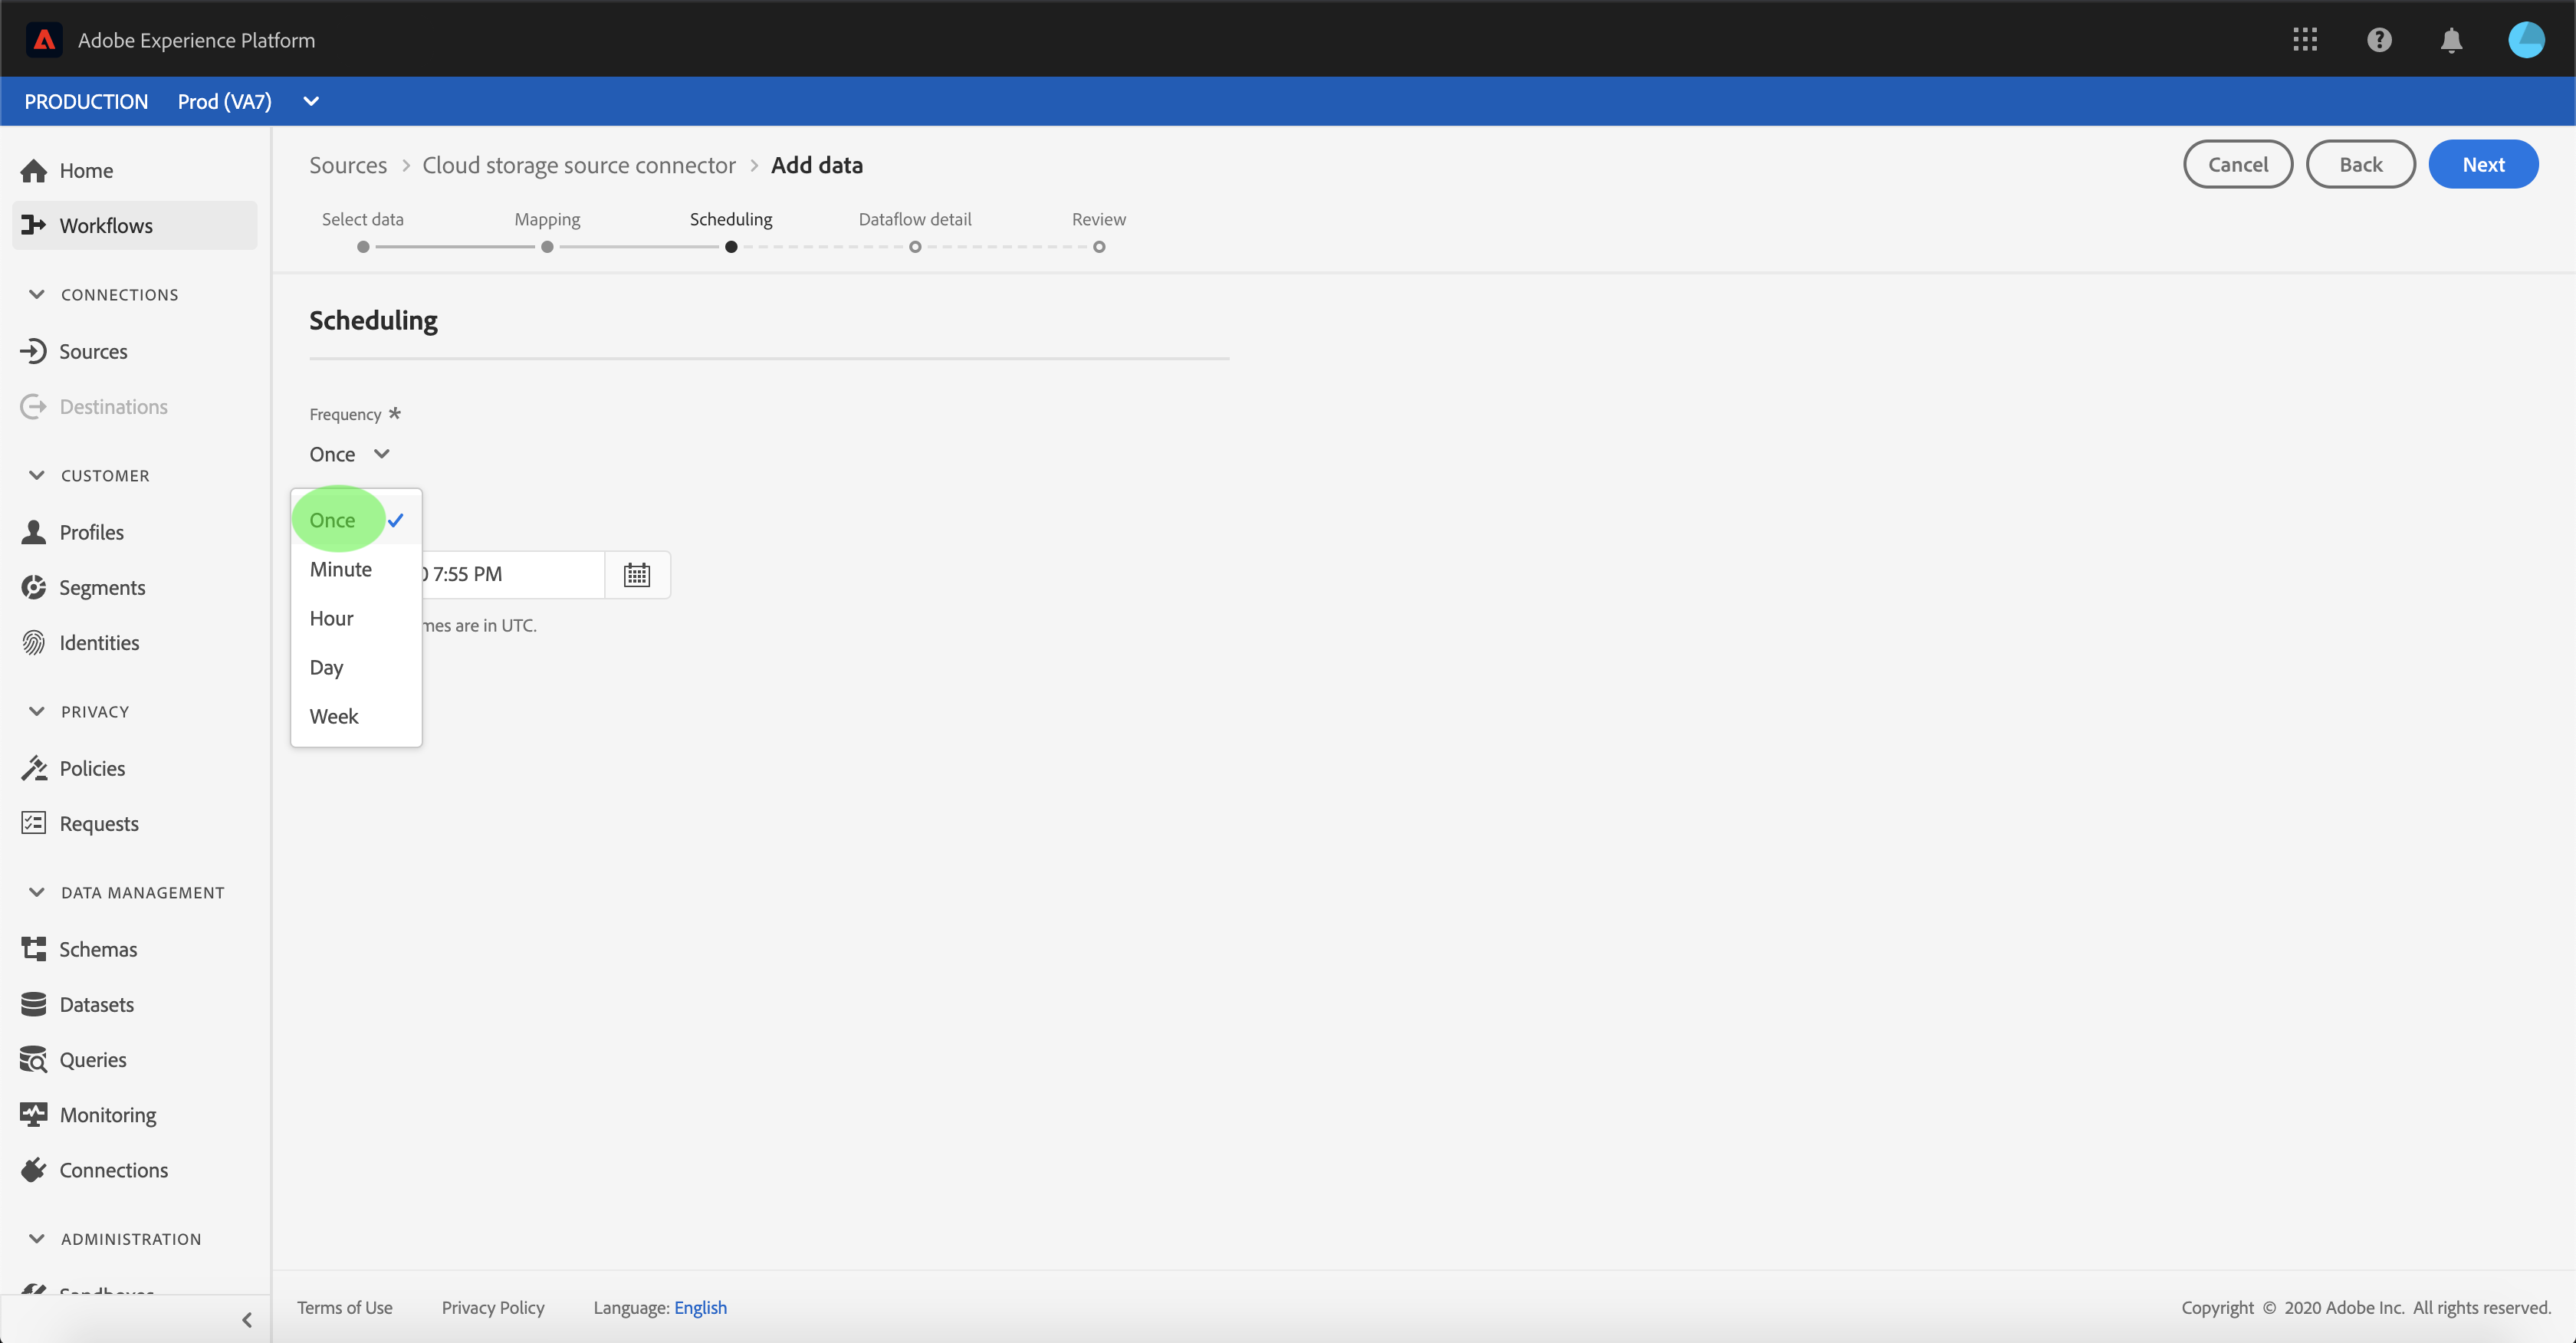 Adobe Experience Platform
PRODUCTION Prod (VA7)
Home
Workflows
CONNECTIONS
Sources
Destinations
CUSTOMER
Profiles
Segments
Identities
PRIVACY
Policies
Requests
DATA MANAGEMENT
Schemas
Datasets
Queries
Monitoring
Connections
ADMINISTRATION
Sources > Cloud storage source connector > Add data
Cancel Back Next
Select data Mapping Scheduling Dataflow detail Review
Scheduling
Frequency *
Once
Once
Minute
Hour
Day
Week
7:55 PM
are in UTC.
Terms of Use Privacy Policy Language: English
Copyright © 2020 Adobe Inc. All rights reserved.